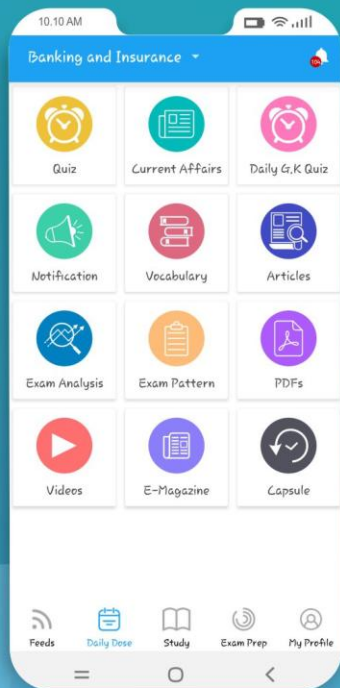 10.10 AM
Banking and Insurance
104
Quiz
Current Affairs
Daily G.K Quiz
Notification
Vocabulary
Articles
Exam Analysis
Exam Pattern
PDFs
Videos
E-Magazine
Capsule
Feeds
Daily Dose
Study
Exam Prep
My Profile